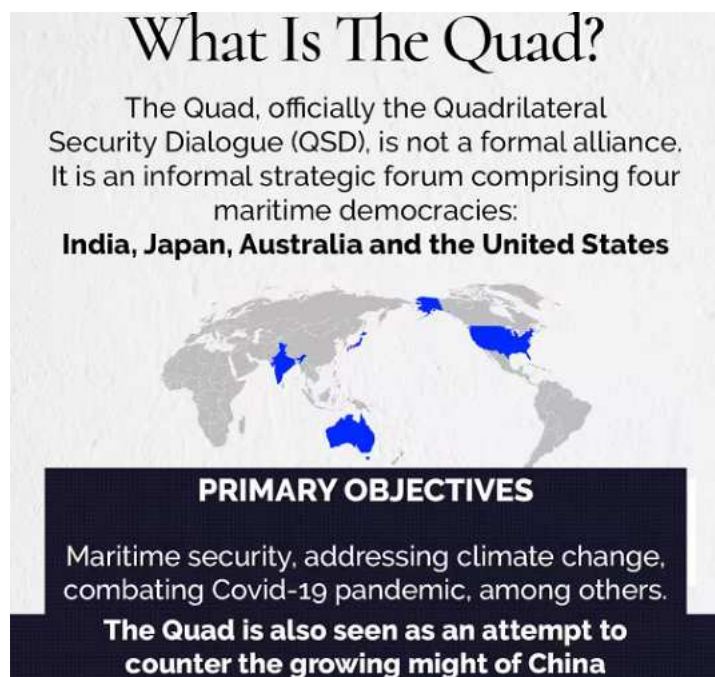 What Is The Quad?
The Quad, officially the Quadrilateral
Security Dialogue (QSD), is not a formal alliance.
It is an informal strategic forum comprising four
maritime democracies:
India, Japan, Australia and the United States
PRIMARY OBJECTIVES
Maritime security, addressing climate change,
combating Covid-19 pandemic, among others.
The Quad is also seen as an attempt to
counter the growing might of China